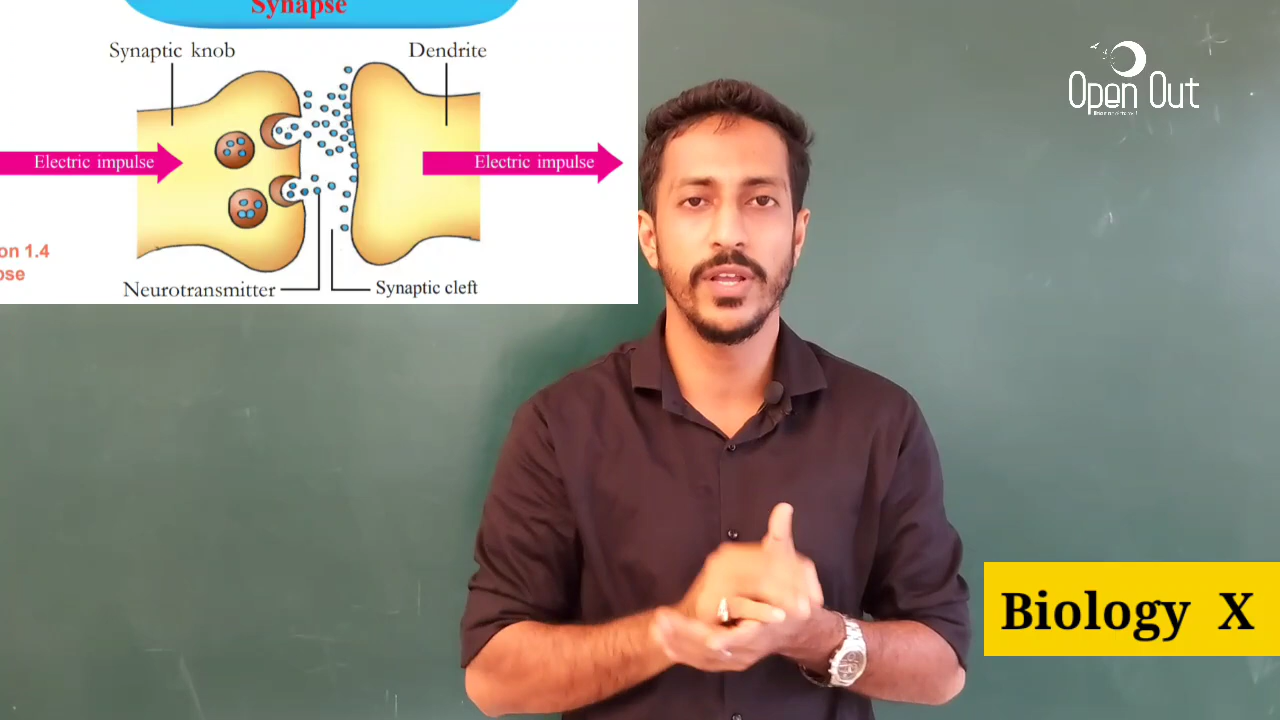 Synapse
Synaptic knob
Dendrite
Electric impulse
Electric impulse
on 1.4
ose
Neurotransmitter
Synaptic cleft
Open Out
Biology X